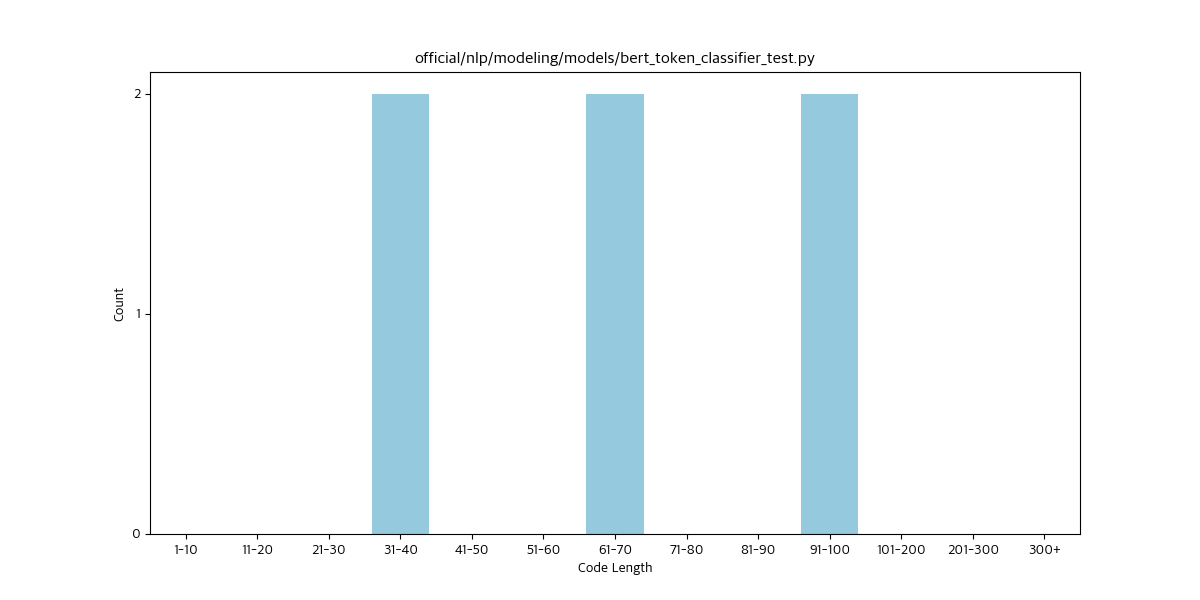 official/nlp/modeling/models/bert_token_classifier_test.py
2
1
0
Count
1-10 11-20 21-30 31-40 41-50 51-60 61-70 71-80 81-90 91-100 101-200 201-300 300+
Code Length